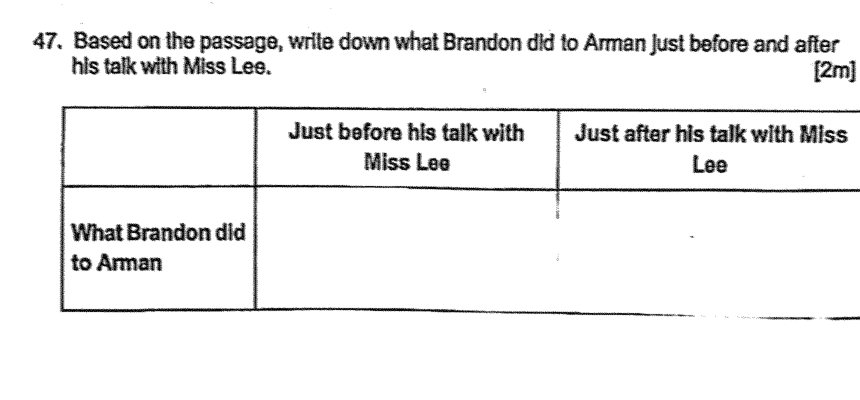 47. Based on the passage, write down what Brandon did to Arman just before and after
his talk with Miss Lee. [2m]
Just before his talk with
Miss Lee
Just after his talk with Miss
Lee
What Brandon did
to Arman